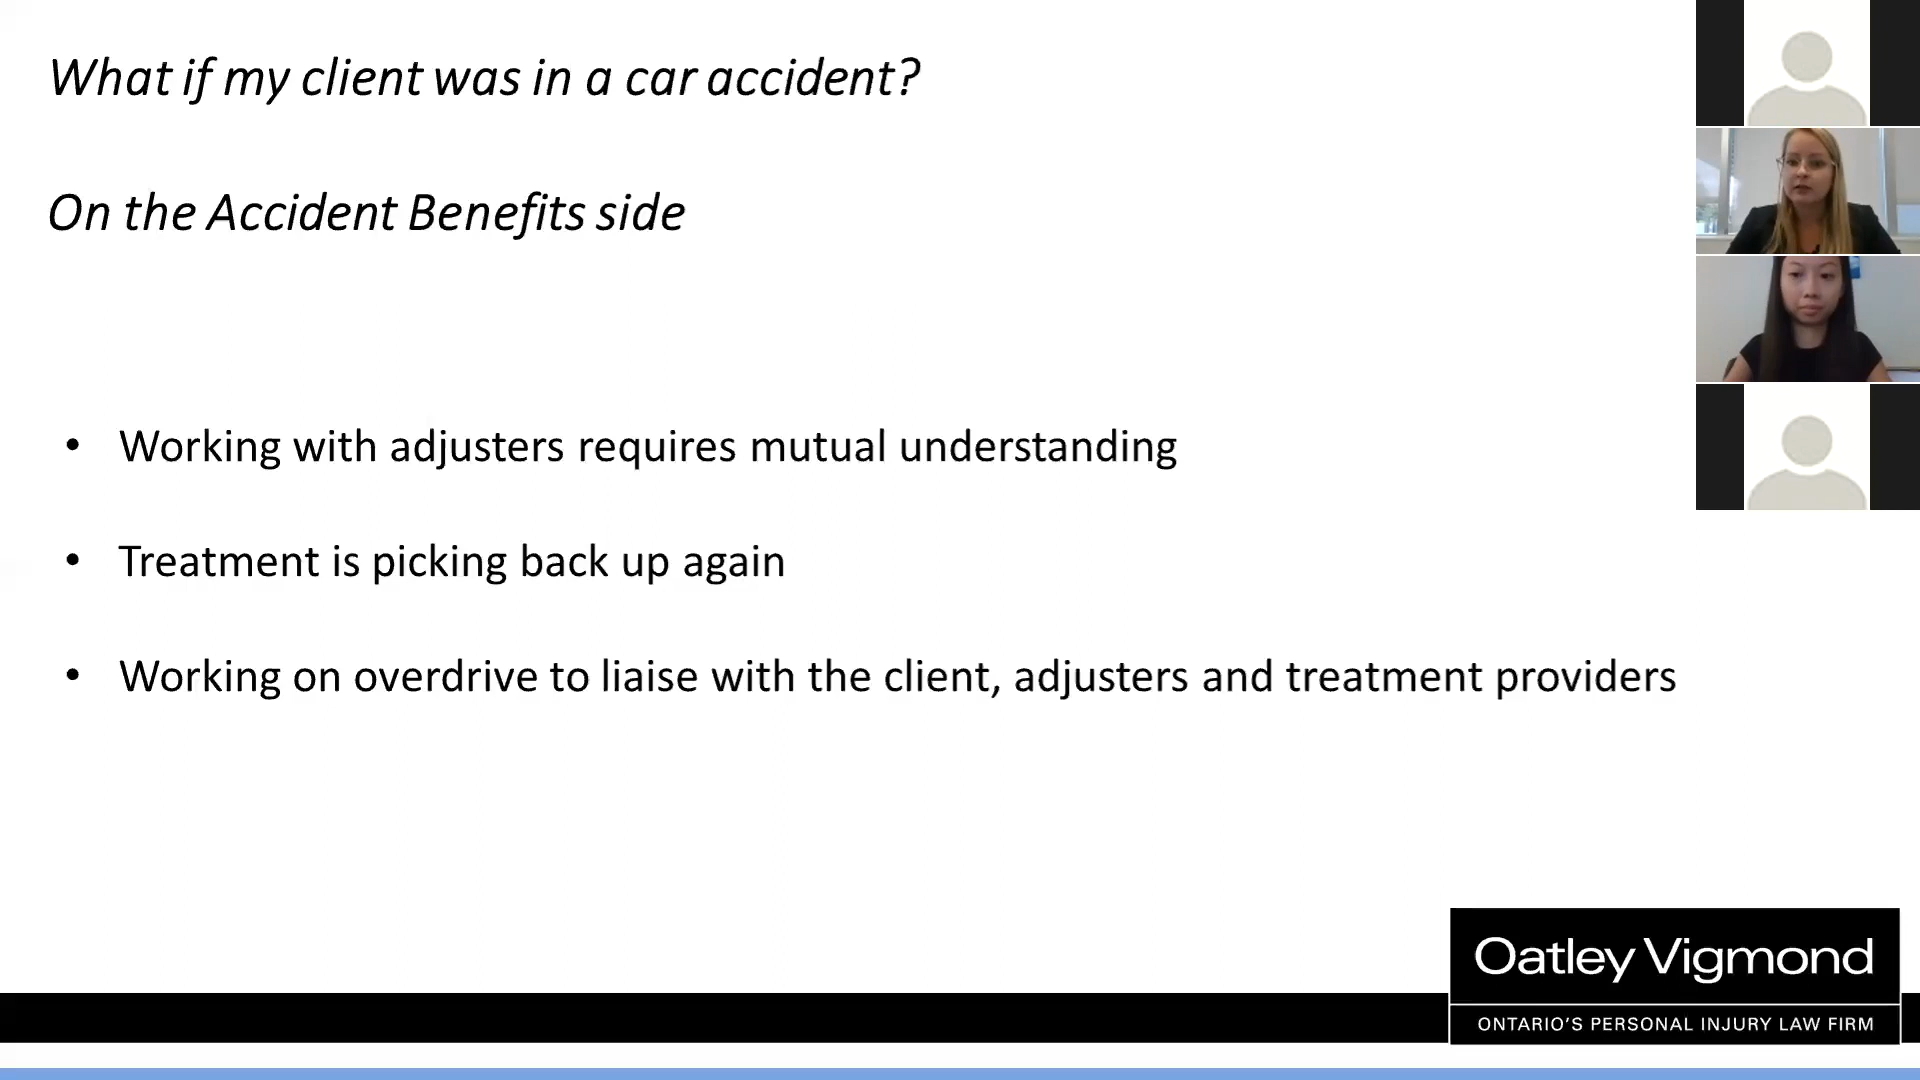 What if my client was in a car accident?
On the Accident Benefits side
• Working with adjusters requires mutual understanding
• Treatment is picking back up again
• Working on overdrive to liaise with the client, adjusters and treatment providers
Oatley Vigmond
ONTARIO'S PERSONAL INJURY LAW FIRM